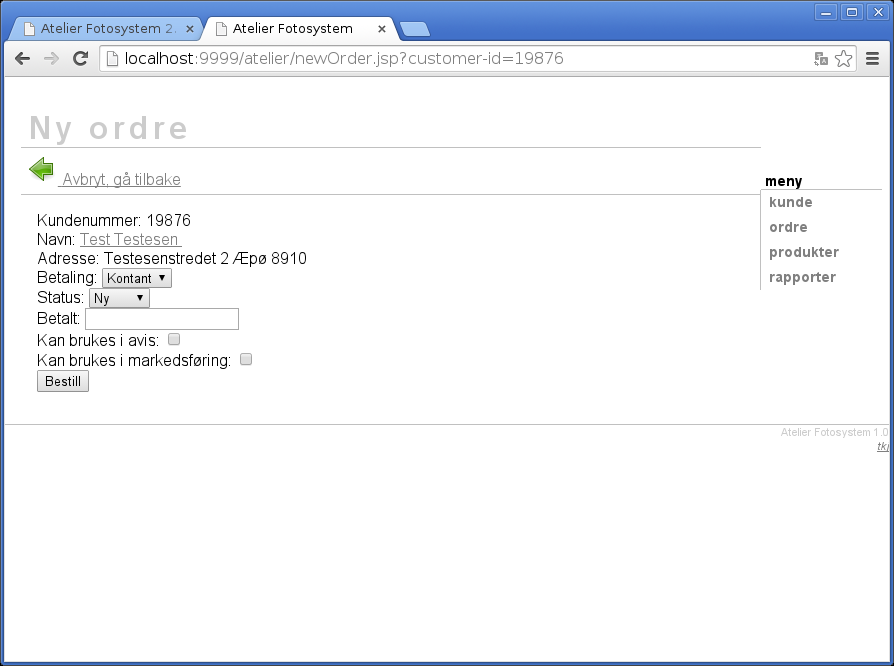 Atelier Fotosystem 2.
Atelier Fotosystem
localhost:9999/atelier/newOrder.jsp?customer-id=19876
Ny ordre
Avbryt, gå tilbake
meny
kunde
ordre
produkter
rapporter
Kundenummer: 19876
Navn: Test Testesen
Adresse: Testesenstredet 2 Æpø 8910
Betaling: Kontant
Status: Ny
Betalt:
Kan brukes i avis:
Kan brukes i markedsføring:
Bestill
Atelier Fotosystem 1.0